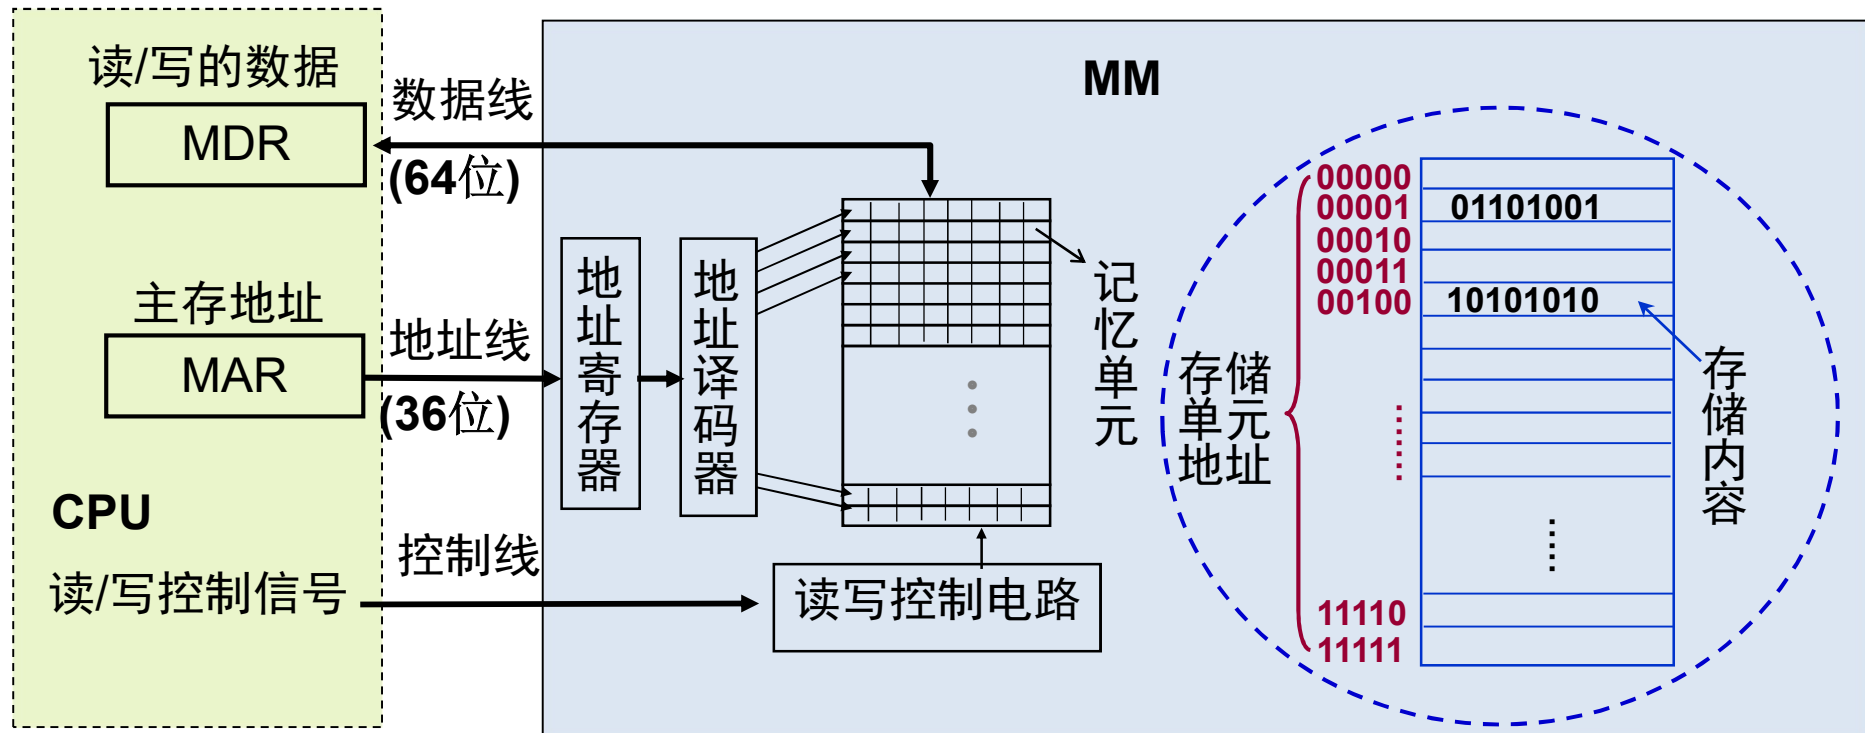 读/写的数据
MDR
数据线
(64位)
主存地址
MAR
地址线
(36位)
CPU
读/写控制信号
控制线
MM
地址寄存器
地址译码器
记忆单元
读写控制电路
存储
单元
地址
00000
00001 01101001
00010
00011
00100 10101010
······
······
11110
11111
存储内容